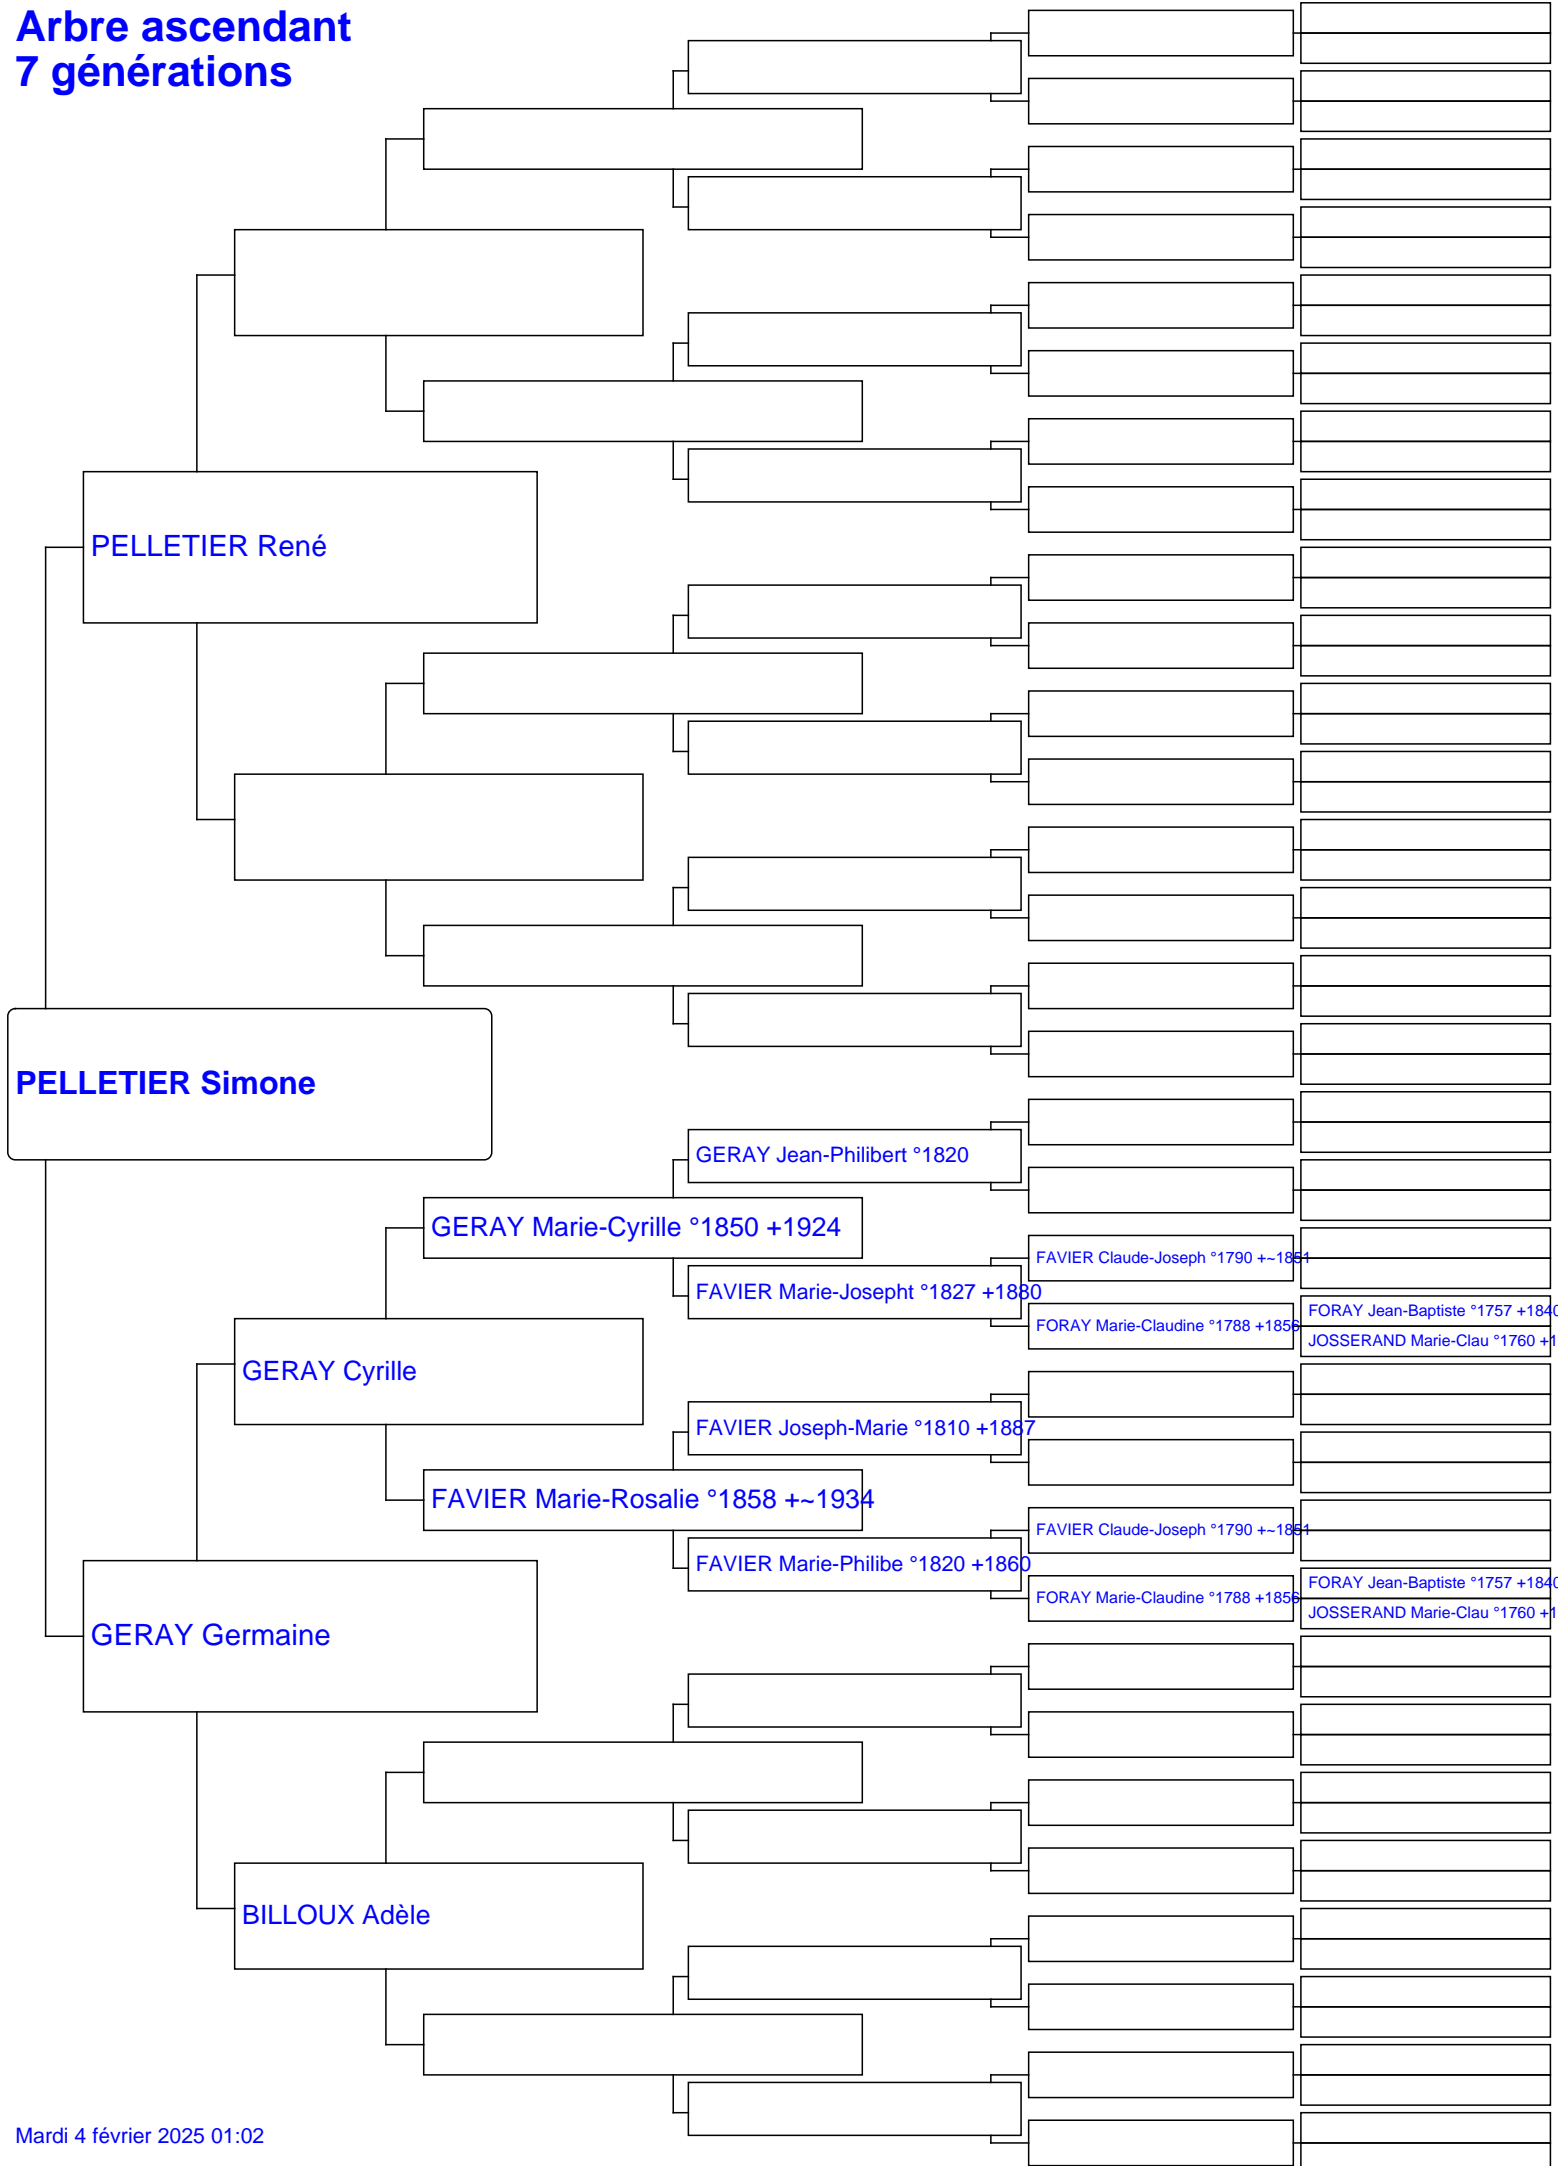 Arbre ascendant
7 générations
PELLETIER René
PELLETIER Simone
GERAY Jean-Philibert °1820
GERAY Marie-Cyrille °1850 +1924
FAVIER Claude-Joseph °1790 +~1851
FAVIER Marie-Josepht °1827 +1880
FORAY Jean-Baptiste °1757 +1840
FORAY Marie-Claudine °1788 +1856
JOSSERAND Marie-Clau °1760 +1
GERAY Cyrille
FAVIER Joseph-Marie °1810 +1887
FAVIER Marie-Rosalie °1858 +~1934
FAVIER Claude-Joseph °1790 +~1851
FAVIER Marie-Philibe °1820 +1860
FORAY Jean-Baptiste °1757 +1840
FORAY Marie-Claudine °1788 +1856
JOSSERAND Marie-Clau °1760 +1
GERAY Germaine
BILLOUX Adèle
Mardi 4 février 2025 01:02